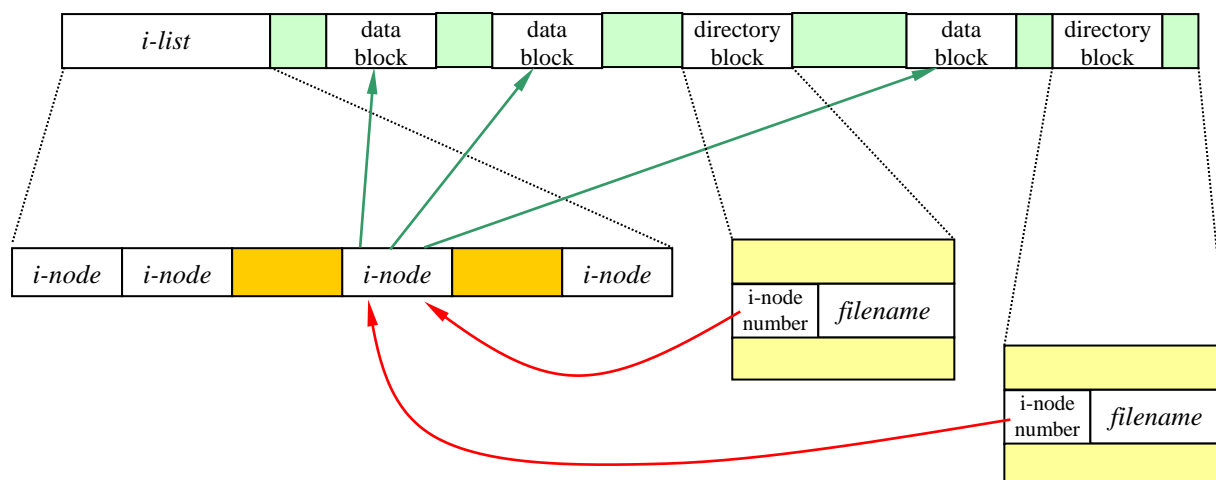 i-list
data
block
data
block
directory
block
data
block
directory
block
i-node
i-node
i-node
i-node
i-node
number
filename
i-node
number
filename